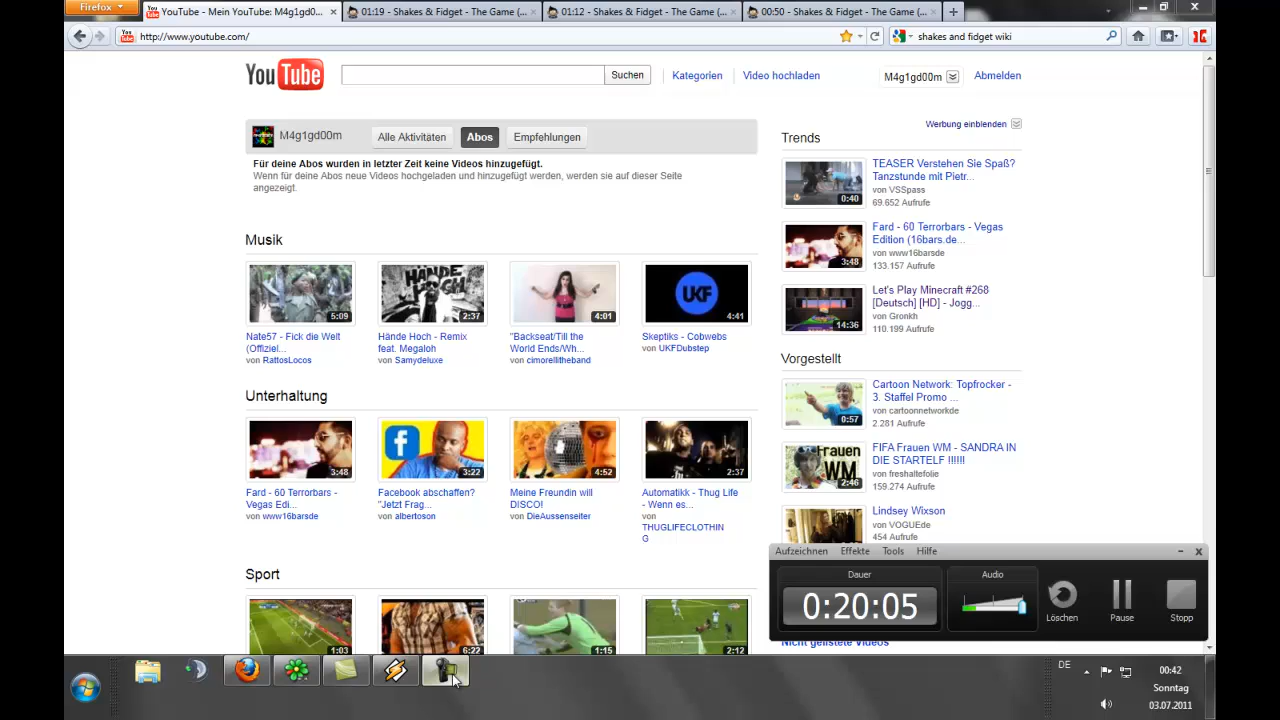 Firefox
YouTube - Mein YouTube: M4g1gd0...
01:19 - Shakes & Fidget - The Game (...
01:12 - Shakes & Fidget - The Game (...
00:50 - Shakes & Fidget - The Game (...
http://www.youtube.com/
shakes and fidget wiki
YouTube
Suchen
Kategorien
Video hochladen
M4g1gd00m
Abmelden
M4g1gd00m
Alle Aktivitäten
Abos
Empfehlungen
Für deine Abos wurden in letzter Zeit keine Videos hinzugefügt.
Wenn für deine Abos neue Videos hochgeladen und hinzugefügt werden, werden sie auf dieser Seite
angezeigt.
Musik
5:09
HÄNDE
HOCH
2:37
4:01
UKF
4:41
Nate57 - Fick die Welt
(Offiziel...
von RattosLocos
Hände Hoch - Remix
feat. Megaloh
von Samydeluxe
"Backseat/Till the
World Ends/Wh...
von cimorellitheband
Skeptiks - Cobwebs
von UKFDubstep
Unterhaltung
3:48
3:22
4:52
2:37
Fard - 60 Terrorbars -
Vegas Edi...
von www16barsde
Facebook abschaffen?
"Jetzt Frag...
von albertoson
Meine Freundin will
DISCO!
von DieAussenseiter
Automatikk - Thug Life
- Wenn es...
von
THUGLIFECLOTHIN
G
Sport
1:03
6:22
1:15
2:12
Werbung einblenden
Trends
0:40
TEASER Verstehen Sie Spaß?
Tanzstunde mit Pietr...
von VSSpass
69.652 Aufrufe
3:48
Fard - 60 Terrorbars - Vegas
Edition (16bars.de...
von www16barsde
133.157 Aufrufe
14:36
Let's Play Minecraft #268
[Deutsch] [HD] - Jogg...
von Gronkh
110.199 Aufrufe
Vorgestellt
0:57
Cartoon Network: Topfrocker -
3. Staffel Promo ...
von cartoonnetworkde
2.281 Aufrufe
Frauen
WM
2:46
FIFA Frauen WM - SANDRA IN
DIE STARTELF !!!!!!
von freshaltefolie
159.274 Aufrufe
Lindsey Wixson
von VOGUEde
454 Aufrufe
Aufzeichnen
Effekte
Tools
Hilfe
Dauer
0:20:05
Audio
Löschen
Pause
Stopp
Nicht gelistete Videos
DE
00:42
Sonntag
03.07.2011